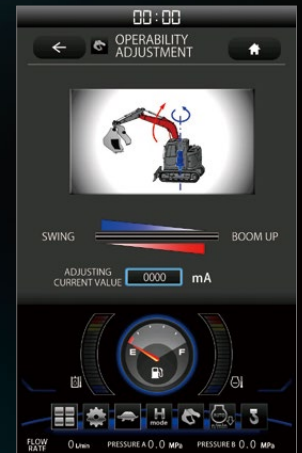 00:00
OPERABILITY
ADJUSTMENT
SWING
BOOM UP
ADJUSTING
CURRENT VALUE
0000 mA
E
F
H
mode
FLOW
RATE
0 L/min
PRESSURE A 0.0 MPa
PRESSURE B 0.0 MPa